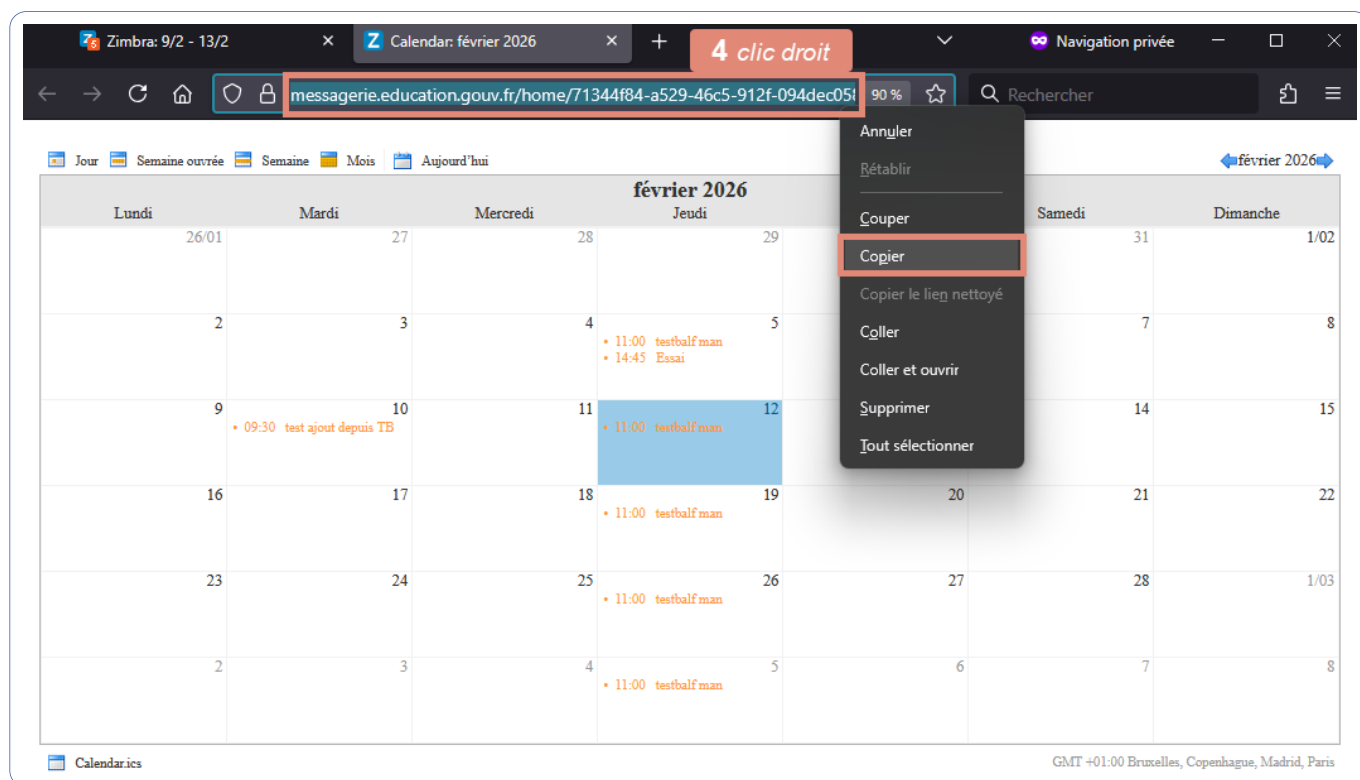 Zimbra: 9/2 - 13/2
Calendar: février 2026
4 clic droit
Navigation privée
messagerie.education.gouv.fr/home/71344f84-a529-46c5-912f-094dec05
90 %
Rechercher
Jour Semaine ouvrée Semaine Mois Aujourd'hui
février 2026
février 2026
Lundi Mardi Mercredi Jeudi Samedi Dimanche
26/01 27 28 29 31 1/02
2 3 4 5 7 8
• 11:00 testbalf man
• 14:45 Essai
9 10 11 12 14 15
• 09:30 test ajout depuis TB
• 11:00 testbalf man
16 17 18 19 20 21 22
• 11:00 testbalf man
23 24 25 26 27 28 1/03
• 11:00 testbalf man
2 3 4 5 6 7 8
• 11:00 testbalf man
Annuler
Rétablir
Couper
Copier
Copier le lien nettoyé
Coller
Coller et ouvrir
Supprimer
Tout sélectionner
Calendar.ics
GMT +01:00 Bruxelles, Copenhague, Madrid, Paris